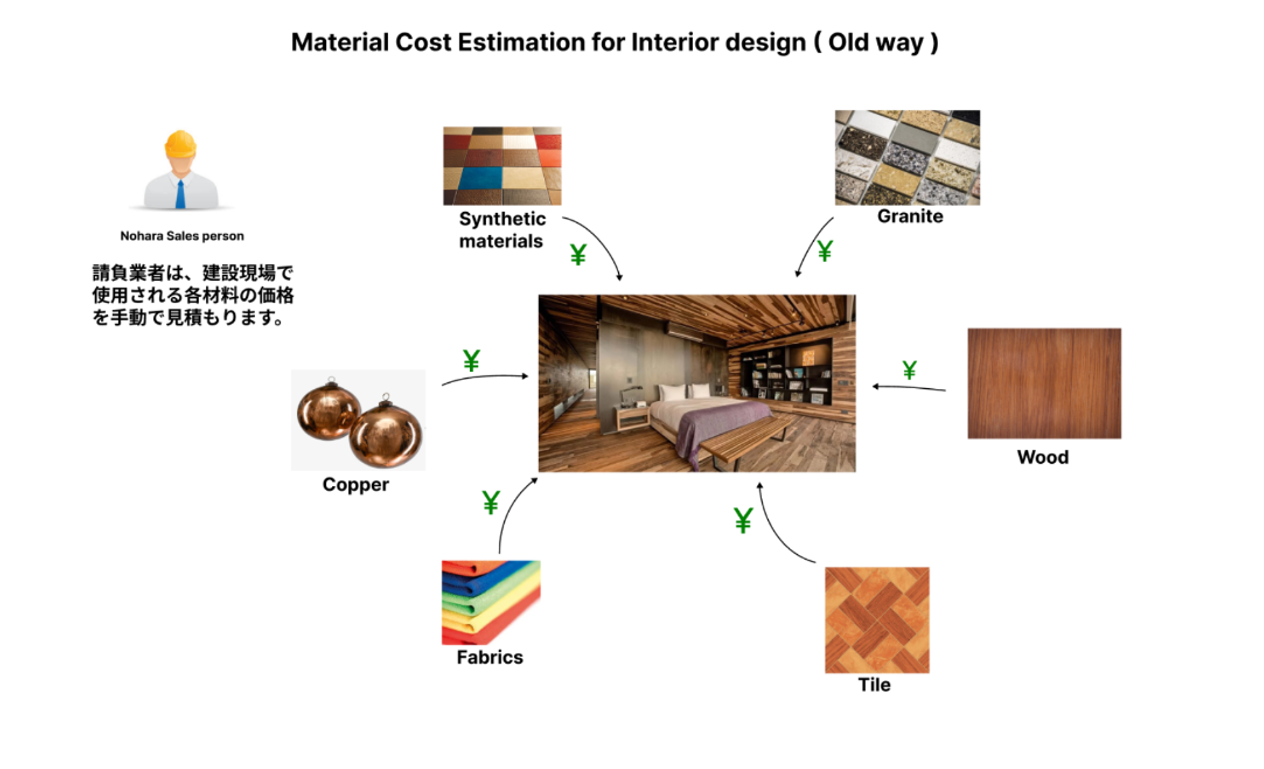 Material Cost Estimation for Interior design ( Old way )
Nohara Sales person
請負業者は、建設現場で
使用される各材料の価格
を手動で見積もります。
Synthetic
materials
¥
Granite
¥
¥
Copper
¥
Wood
¥
Fabrics
¥
Tile